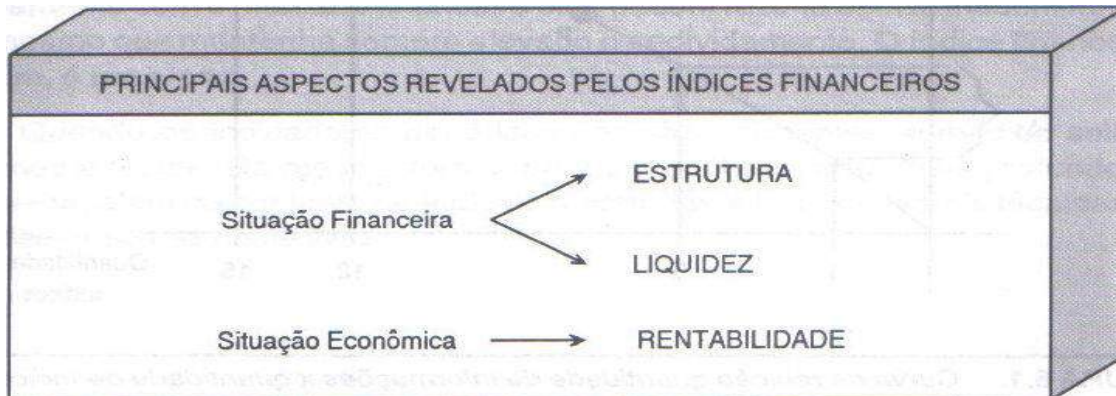 PRINCIPAIS ASPECTOS REVELADOS PELOS ÍNDICES FINANCEIROS
ESTRUTURA
Situação Financeira
LIQUIDEZ
Situação Econômica
RENTABILIDADE